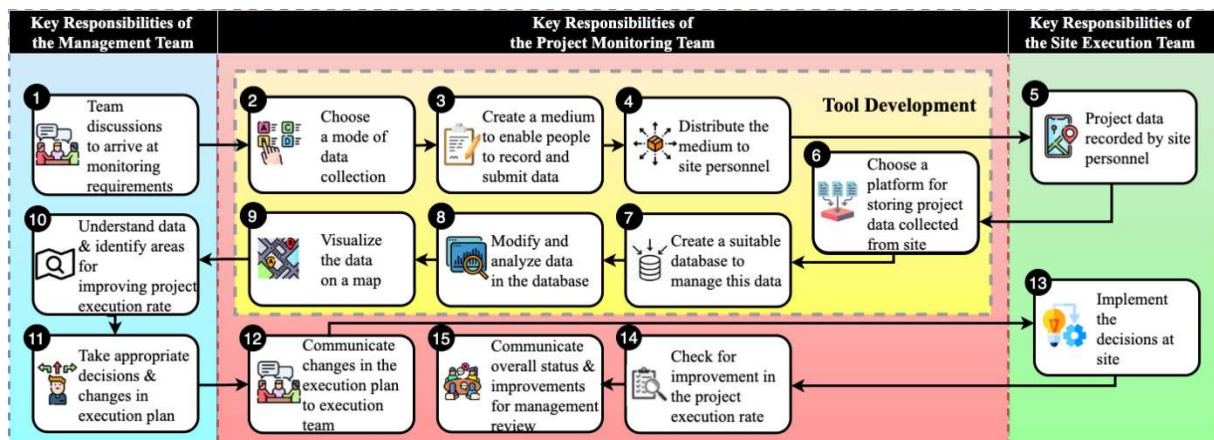 Key Responsibilities of
the Management Team
Key Responsibilities of
the Project Monitoring Team
Key Responsibilities of
the Site Execution Team
1
Team
discussions
to arrive at
monitoring
requirements
2
Choose
a mode of
data
collection
3
Create a medium
to enable people
to record and
submit data
4
Distribute the
medium to
site personnel
Tool Development
5
Project data
recorded by site
personnel
6
Choose a
platform for
storing project
data collected
from site
7
Create a suitable
database to
manage this data
8
Modify and
analyze data
in the database
9
Visualize
the data
on a map
10
Understand data
& identify areas
for
improving project
execution rate
11
Take appropriate
decisions &
changes in
execution plan
12
Communicate
changes in the
execution plan
to execution
team
13
Implement
the
decisions at
site
14
Check for
improvement in
the project
execution rate
15
Communicate
overall status &
improvements
for management
review